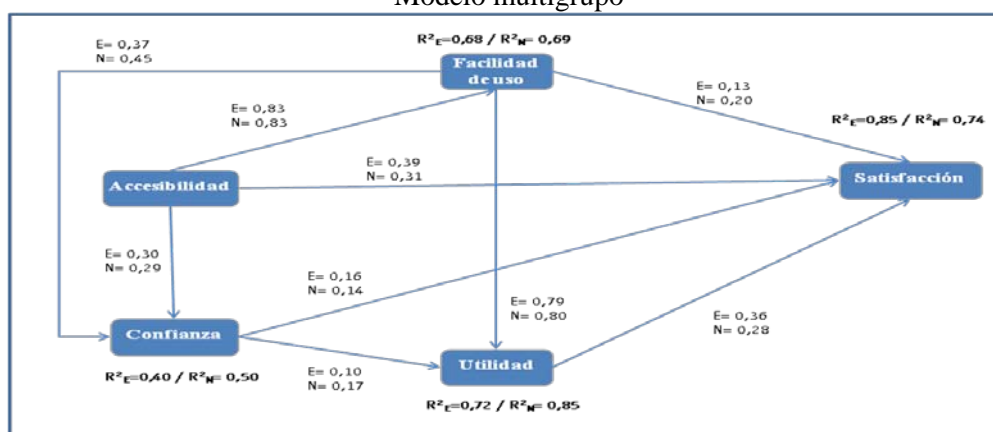 Modelo multigrupo
E= 0,37
N= 0,45
R²E=0,68 / R²N= 0,69
Facilidad
de uso
E= 0,13
N= 0,20
R²E=0,85 / R²N= 0,74
E= 0,83
N= 0,83
E= 0,39
N= 0,31
Accesibilidad
Satisfacción
E= 0,30
N= 0,29
E= 0,16
N= 0,14
E= 0,79
N= 0,80
E= 0,36
N= 0,28
Confianza
Utilidad
R²E=0,40 / R²N= 0,50
E= 0,10
N= 0,17
R²E=0,72 / R²N= 0,85